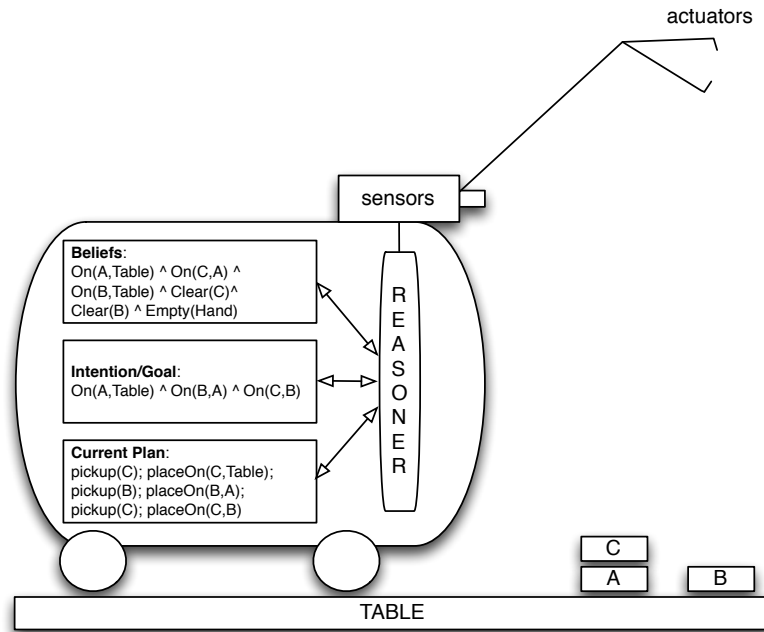 actuators
sensors
Beliefs:
On(A,Table) ^ On(C,A) ^
On(B,Table) ^ Clear(C)^
Clear(B) ^ Empty(Hand)
Intention/Goal:
On(A,Table) ^ On(B,A) ^ On(C,B)
Current Plan:
pickup(C); placeOn(C,Table);
pickup(B); placeOn(B,A);
pickup(C); placeOn(C,B)
R
E
A
S
O
N
E
R
C
A
B
TABLE